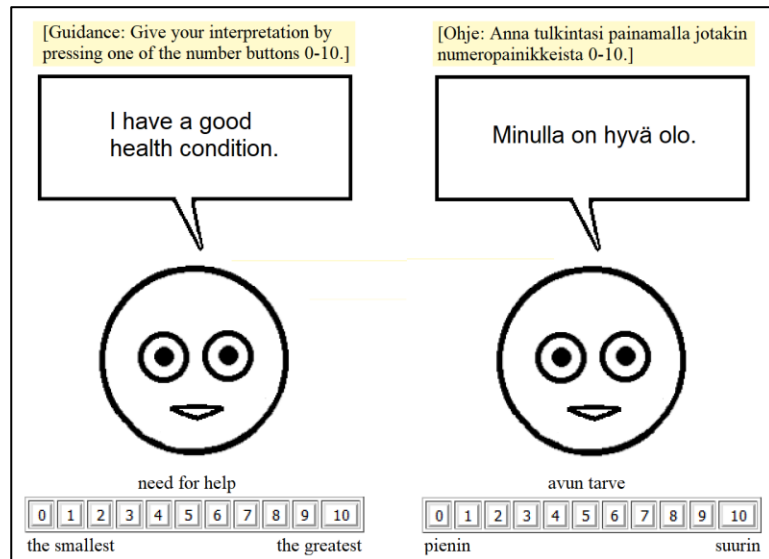 [Guidance: Give your interpretation by
pressing one of the number buttons 0-10.]
I have a good
health condition.
need for help
0 1 2 3 4 5 6 7 8 9 10
the smallest the greatest
[Ohje: Anna tulkintasi painamalla jotakin
numeropainikkeista 0-10.]
Minulla on hyvä olo.
avun tarve
0 1 2 3 4 5 6 7 8 9 10
pienin suurin